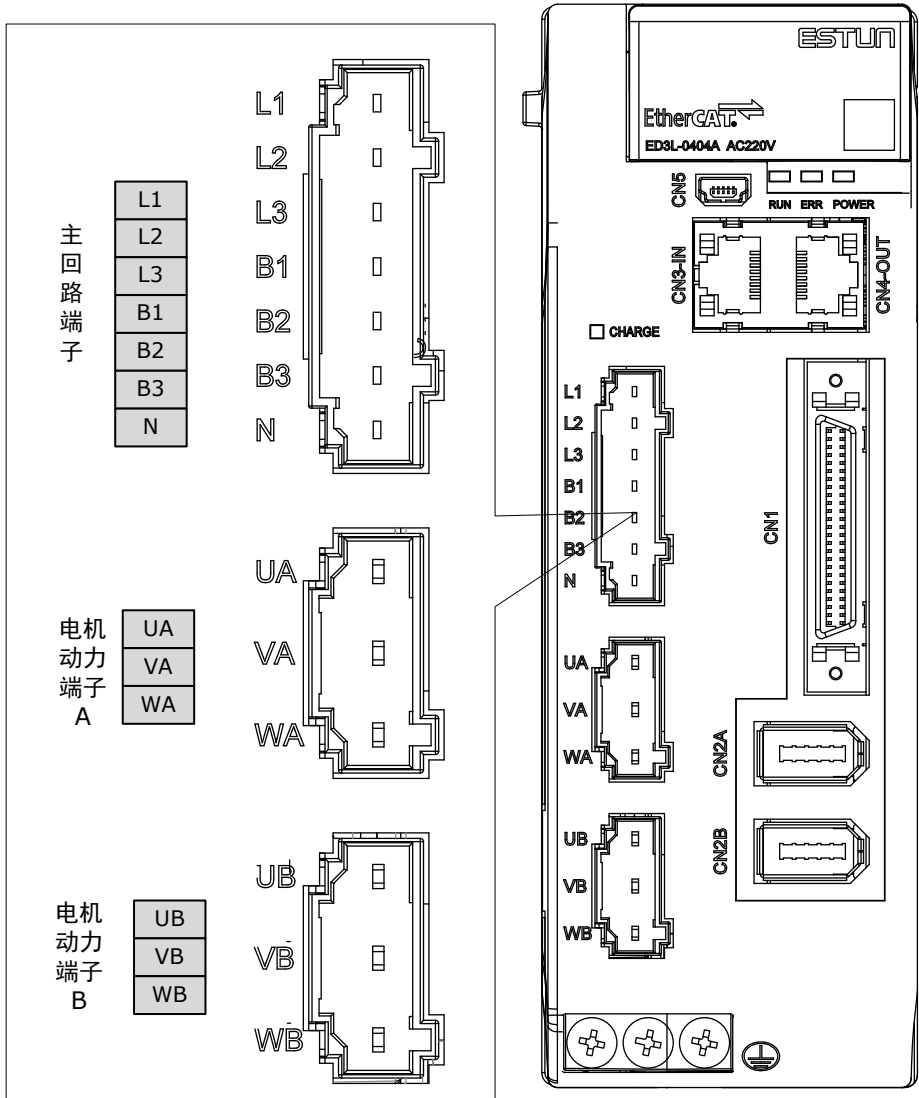 主
回
路
端
子
L1
L2
L3
B1
B2
B3
N
L1
L2
L3
B1
B2
B3
N
电机
动力
端子
A
UA
VA
WA
UA
VA
WA
电机
动力
端子
B
UB
VB
WB
UB
VB
WB
ESTUN
EtherCAT.
ED3L-0404A AC220V
CN5
RUN ERR POWER
CN3-IN
CN4-OUT
CHARGE
L1
L2
L3
B1
B2
B3
N
CN1
UA
VA
WA
CN2A
UB
VB
WB
CN2B